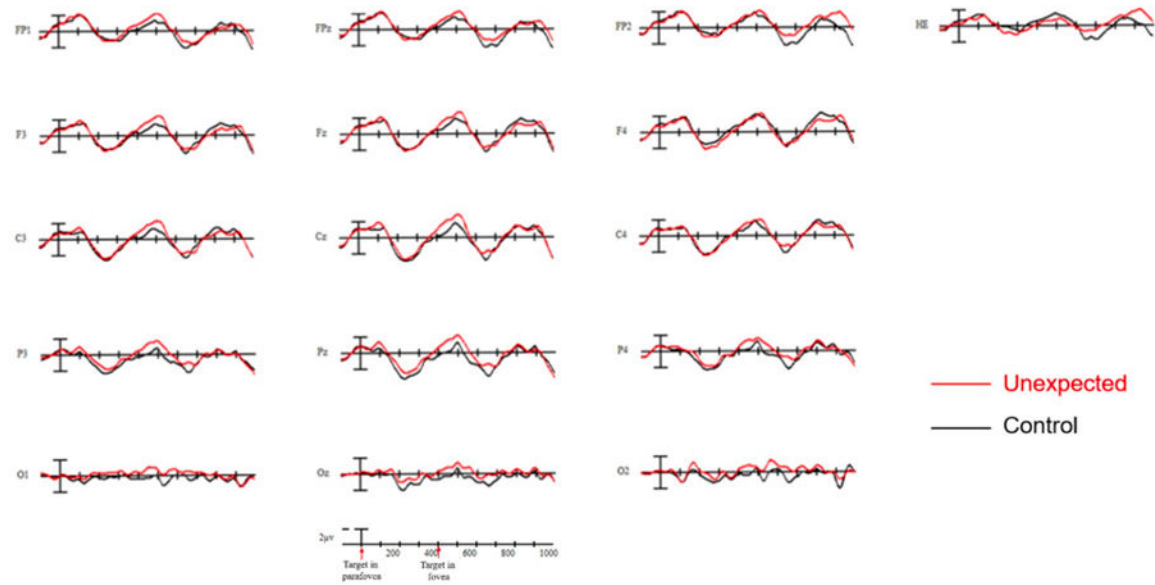 FP1
FPz
FP2
HE
F3
Fz
F4
C3
Cz
C4
P3
Pz
P4
Unexpected
Control
O1
Oz
O2
2μv
200 400 600 800 1000
Target in
parafovea
Target in
fovea